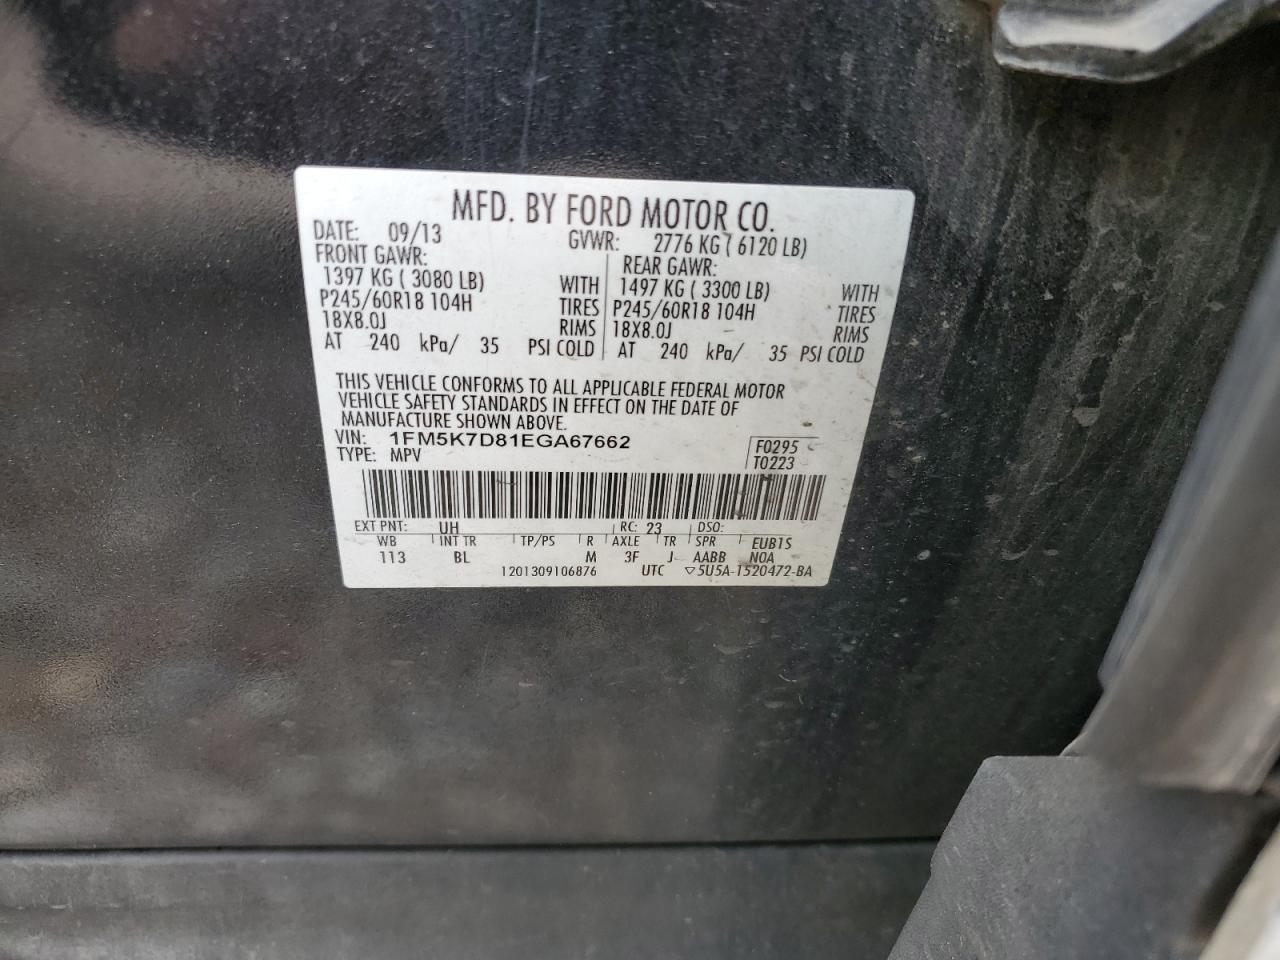 MFD. BY FORD MOTOR CO.
DATE: 09/13 GVWR: 2776 KG ( 6120 LB)
FRONT GAWR: REAR GAWR:
1397 KG ( 3080 LB) WITH 1497 KG ( 3300 LB) WITH
P245/60R18 104H TIRES P245/60R18 104H TIRES
18X8.0J RIMS 18X8.0J RIMS
AT 240 kPa/ 35 PSI COLD AT 240 kPa/ 35 PSI COLD
THIS VEHICLE CONFORMS TO ALL APPLICABLE FEDERAL MOTOR
VEHICLE SAFETY STANDARDS IN EFFECT ON THE DATE OF
MANUFACTURE SHOWN ABOVE.
VIN: 1FM5K7D81EGA67662 F0295
TYPE: MPV T0223
EXT PNT: UH RC: 23 DSO:
WB INT TR TP/PS R AXLE TR SPR EUB1S
113 BL M 3F J AABB NOA
1201309106876 UTC ▽5U5A-1520472-BA